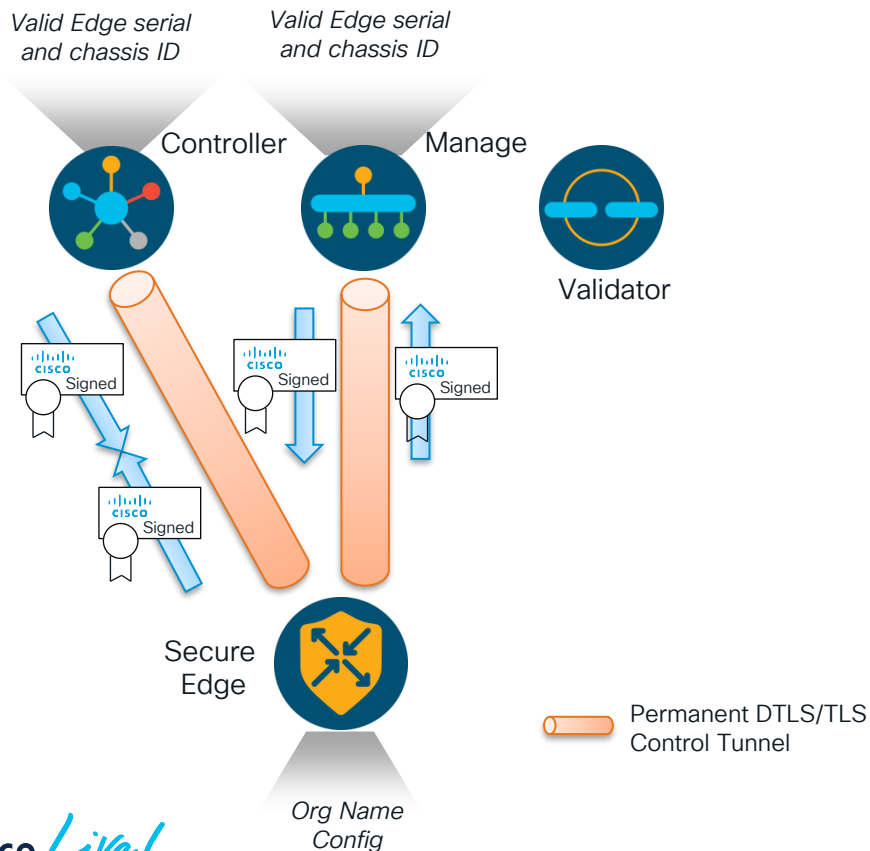 Valid Edge serial
and chassis ID
Valid Edge serial
and chassis ID
Controller
Manage
Validator
CISCO
Signed
CISCO
Signed
CISCO
Signed
CISCO
Signed
Secure
Edge
Permanent DTLS/TLS
Control Tunnel
Org Name
Config
Live!